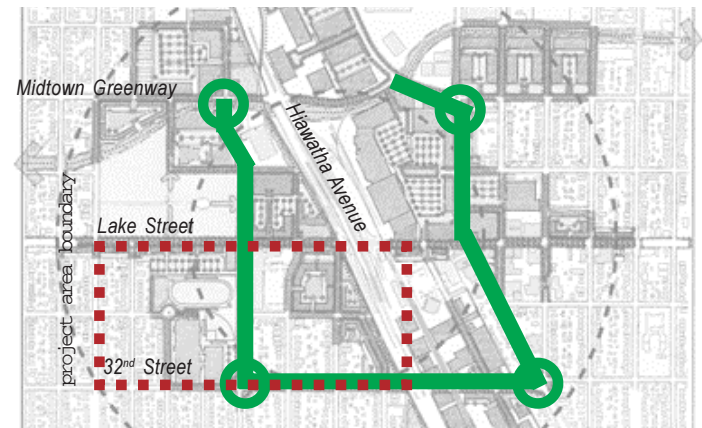 Midtown Greenway
Hiawatha Avenue
project area boundary
Lake Street
32nd Street